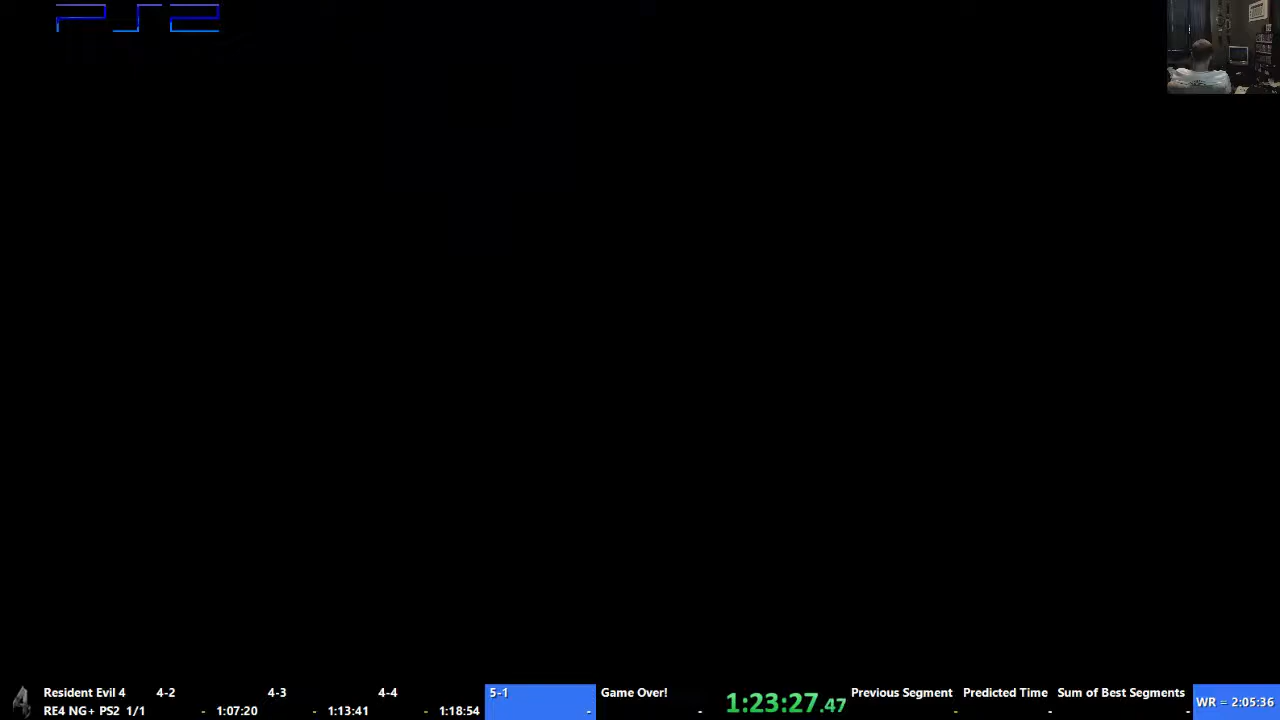 PS2
Resident Evil 4 4-2 4-3 4-4 5-1 Game Over! 1:23:27.47 Previous Segment Predicted Time Sum of Best Segments WR = 2:05:36
RE4 NG+ PS2 1/1 - 1:07:20 - 1:13:41 - 1:18:54 - - - - -